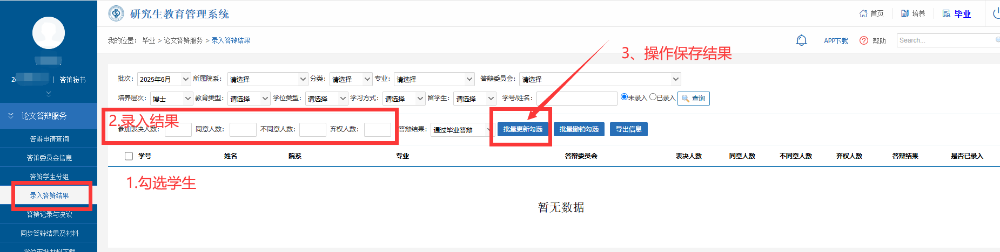 研究生教育管理系统
首页
培养
毕业
我的位置： 毕业 > 论文答辩服务 > 录入答辩结果
APP下载
帮助
Search...
3、操作保存结果
答辩秘书
批次： 2025年6月 所属院系： 请选择 分类： 请选择 专业： 请选择 答辩委员会： 请选择
培养层次： 博士 教育类型： 请选择 学位类型： 请选择 学习方式： 请选择 留学生： 请选择 学号/姓名： 未录入 已录入 查询
2.录入结果
参加表决人数： 同意人数： 不同意人数： 弃权人数： 答辩结果： 通过毕业答辩 批量更新勾选 批量撤销勾选 导出信息
学号 姓名 院系 专业 答辩委员会 表决人数 同意人数 不同意人数 弃权人数 答辩结果 是否已录入
1.勾选学生
暂无数据
论文答辩服务
答辩申请查询
答辩委员会信息
答辩学生分组
录入答辩结果
答辩记录与决议
同步答辩结果及材料
学位审批材料下载